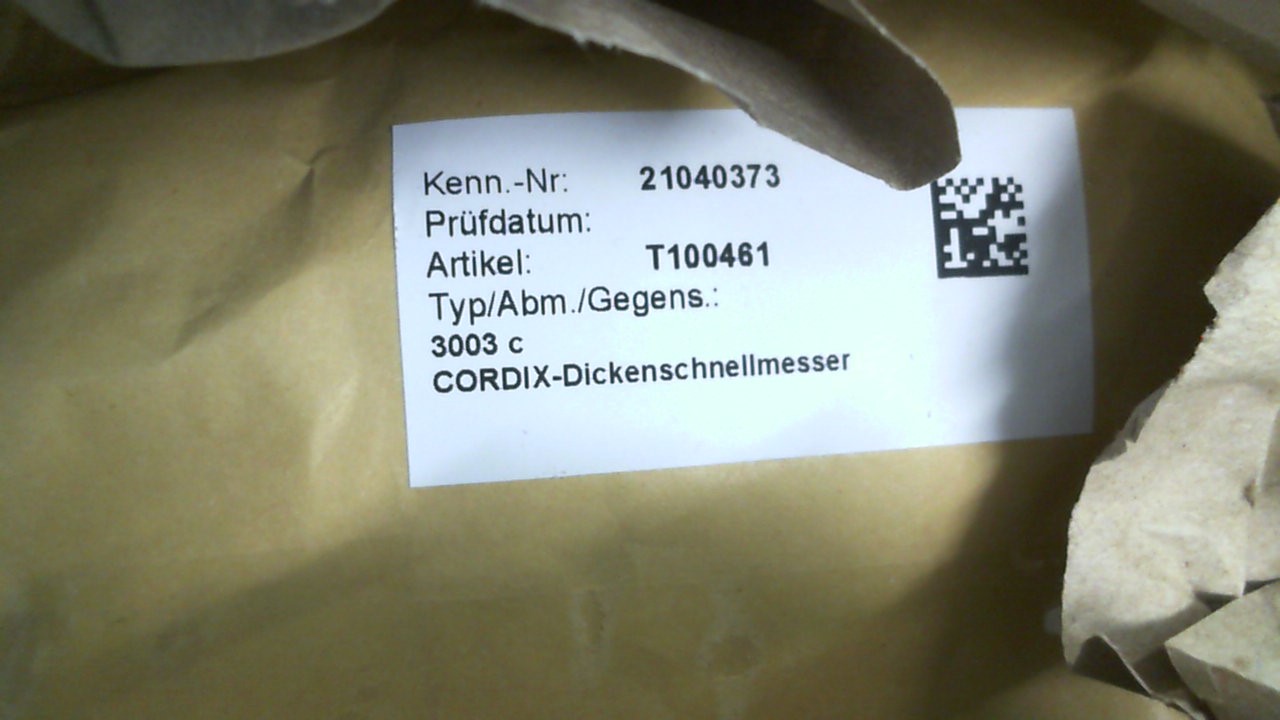 Kenn.-Nr: 21040373
Prüfdatum:
Artikel: T100461
Typ/Abm./Gegens.:
3003 c
CORDIX-Dickenschnellmesser